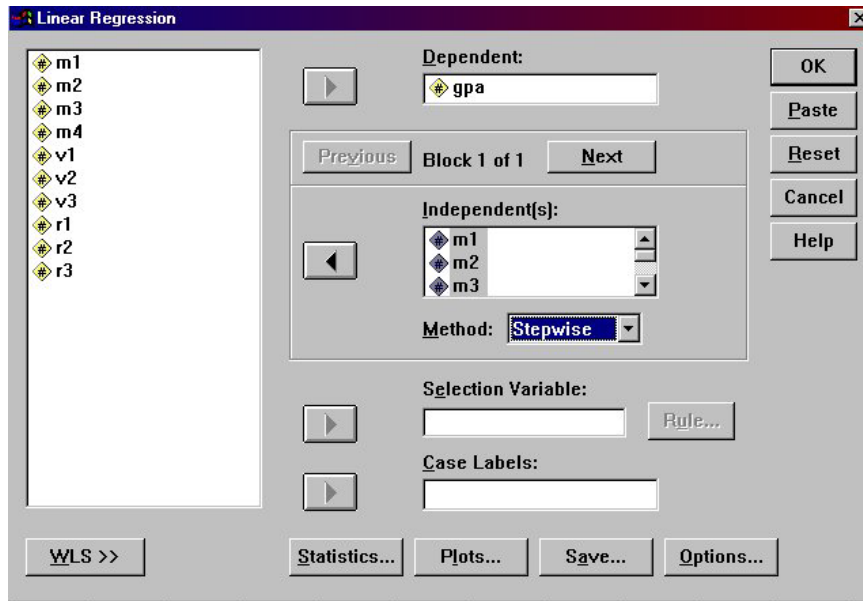 Linear Regression
m1
m2
m3
m4
v1
v2
v3
r1
r2
r3
WLS >>
Dependent:
gpa
Previous
Block 1 of 1
Next
Independent(s):
m1
m2
m3
Method:
Stepwise
Selection Variable:
Rule...
Case Labels:
Statistics...
Plots...
Save...
Options...
OK
Paste
Reset
Cancel
Help